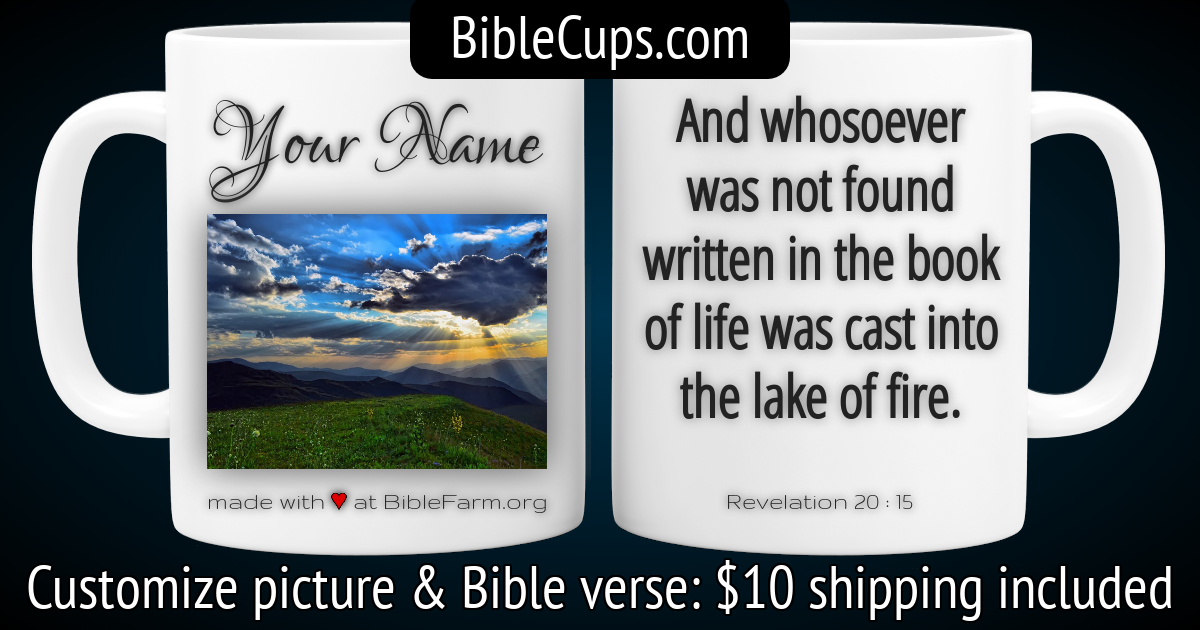 BibleCups.com
Your Name
made with ♥ at BibleFarm.org
And whosoever
was not found
written in the book
of life was cast into
the lake of fire.
Revelation 20 : 15
Customize picture & Bible verse: $10 shipping included